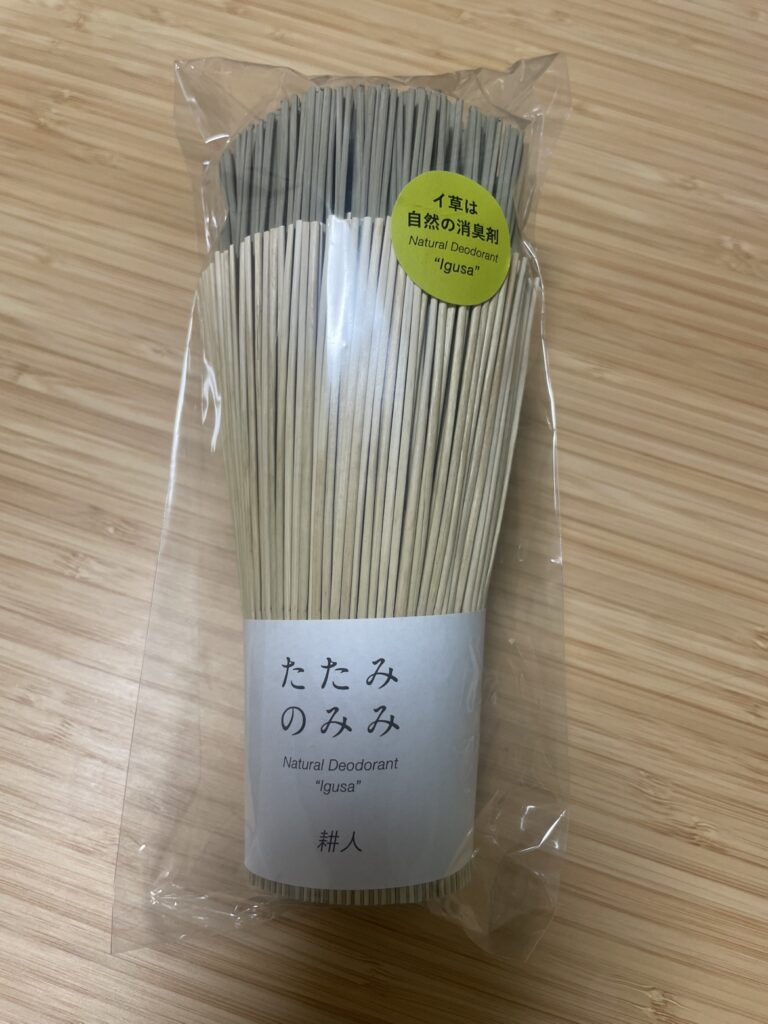 イ草は
自然の消臭剤
Natural Deodorant
“Igusa”
たたみ
のみみ
Natural Deodorant
“Igusa”
耕人